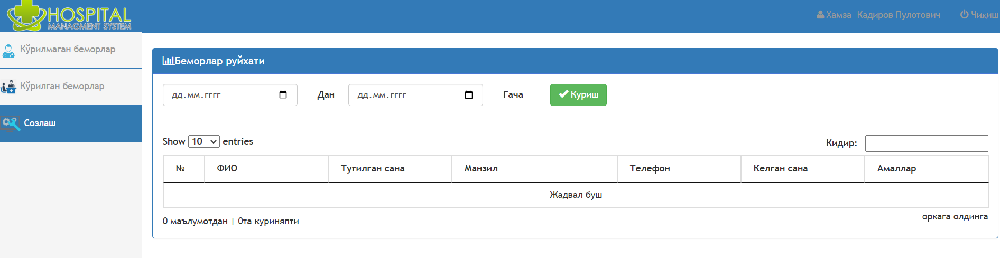 HOSPITAL
MANAGMENT SYSTEM
Хамза Кадиров Пулотович Чиқиш
Кўрилмаган беморлар
Кўрилган беморлар
Созлаш
Беморлар руйхати
дд.мм.гггг Дан дд.мм.гггг Гача Куриш
Show 10 entries Кидир:
№ ФИО Туғилган сана Манзил Телефон Келган сана Амаллар
Жадвал буш
0 маълумотдан | 0та куриняпти оркага олдинга